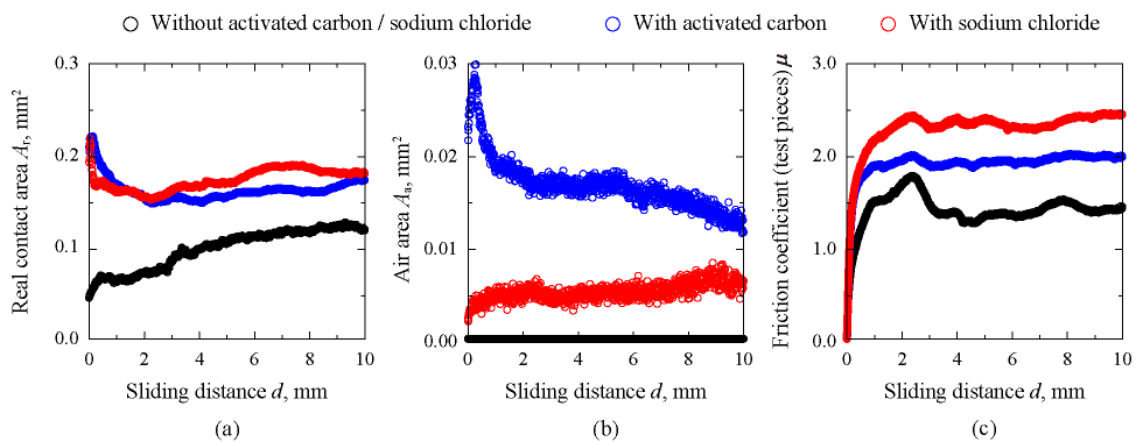 Without activated carbon / sodium chloride With activated carbon With sodium chloride
Real contact area Aᵣ, mm²
0.3
0.2
0.1
0.0
0 2 4 6 8 10
Sliding distance d, mm
(a)
Air area Aₐ, mm²
0.03
0.02
0.01
0.00
0 2 4 6 8 10
Sliding distance d, mm
(b)
Friction coefficient (test pieces) μ
3.0
2.0
1.0
0.0
0 2 4 6 8 10
Sliding distance d, mm
(c)